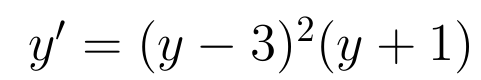 y′ = (y − 3)²(y + 1)